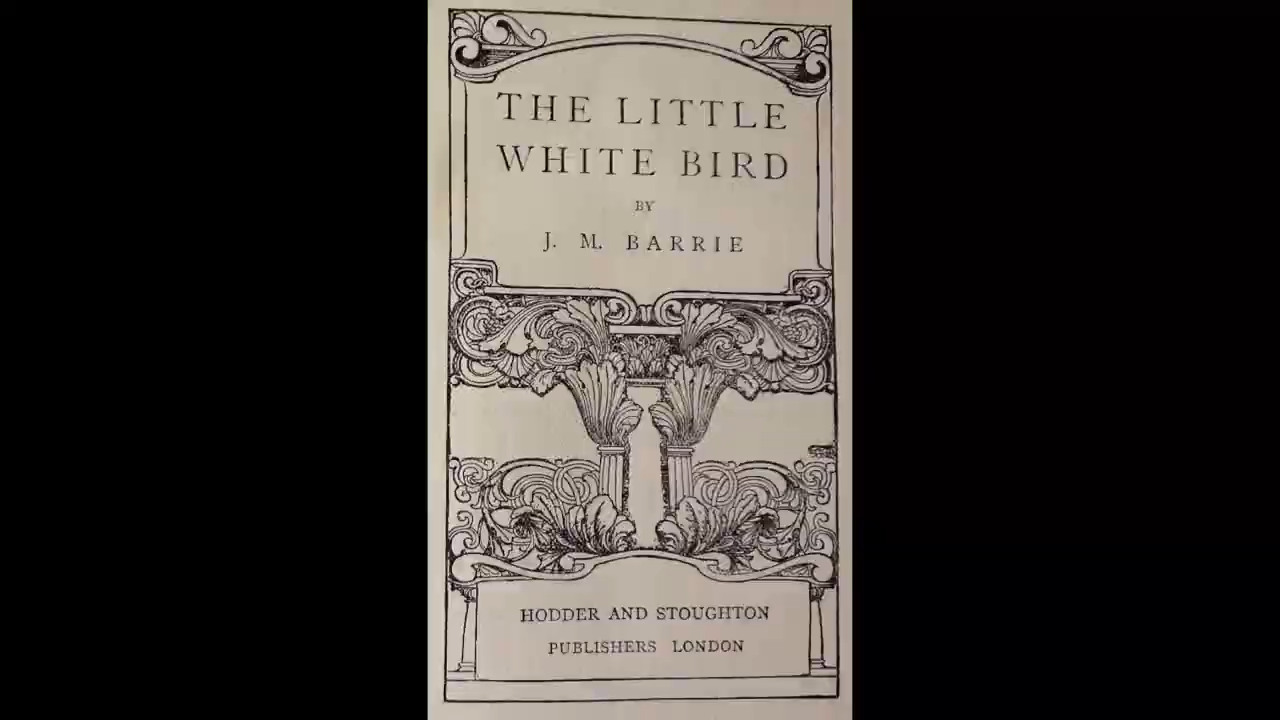 THE LITTLE
WHITE BIRD
BY
J. M. BARRIE
HODDER AND STOUGHTON
PUBLISHERS LONDON